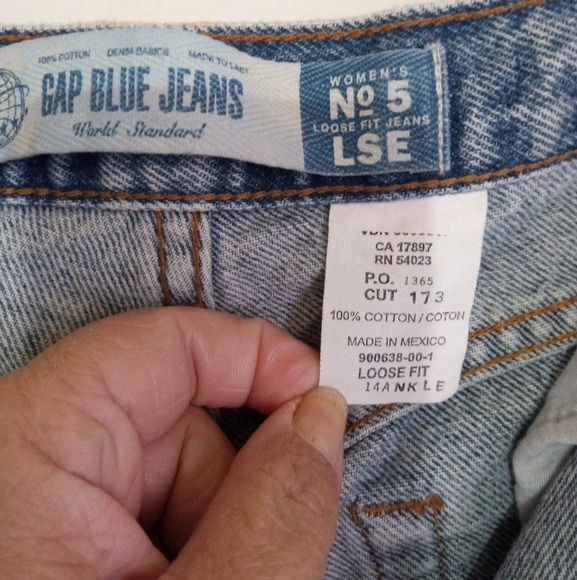 100% COTTON DENIM BASICS MADE TO LAST
GAP BLUE JEANS
World Standard
WOMEN'S
Nº 5
LOOSE FIT JEANS
LSE
CA 17897
RN 54023
P.O. 1365
CUT 173
100% COTTON / COTON
MADE IN MEXICO
900638-00-1
LOOSE FIT
14ANKLE